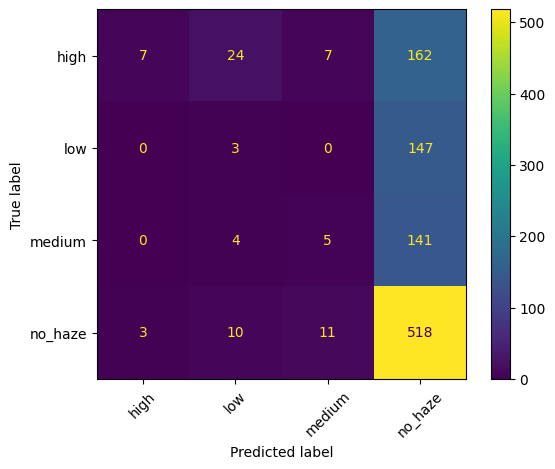 high 7 24 7 162
low 0 3 0 147
medium 0 4 5 141
no_haze 3 10 11 518
high low medium no_haze
Predicted label
True label
500
400
300
200
100
0